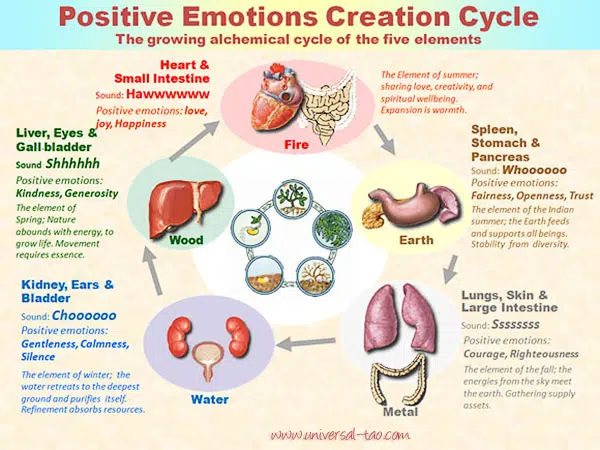 Positive Emotions Creation Cycle
The growing alchemical cycle of the five elements
Heart &
Small Intestine
Sound: Hawwwwww
Positive emotions: love,
joy, Happiness
Fire
The Element of summer;
sharing love, creativity, and
spiritual wellbeing.
Expansion is warmth.
Spleen,
Stomach &
Pancreas
Sound: Whoooooo
Positive emotions:
Fairness, Openness, Trust
The element of the Indian
summer; the Earth feeds
and supports all beings.
Stability from diversity.
Earth
Lungs, Skin &
Large Intestine
Sound: Sssssss
Positive emotions:
Courage, Righteousness
The element of the fall; the
energies from the sky meet
the earth. Gathering supply
assets.
Metal
Kidney, Ears &
Bladder
Sound: Choooooo
Positive emotions:
Gentleness, Calmness,
Silence
The element of winter; the
water retreats to the deepest
ground and purifies itself.
Refinement absorbs resources.
Water
Liver, Eyes &
Gall-bladder
Sound Shhhhhh
Positive emotions:
Kindness, Generosity
The element of
Spring; Nature
abounds with energy, to
grow life. Movement
requires essence.
Wood
www.universal-tao.com